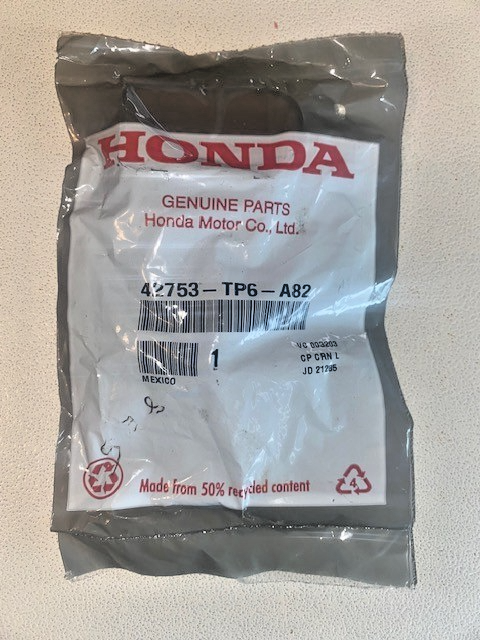 HONDA
GENUINE PARTS
Honda Motor Co., Ltd.
42753-TP6-A82
1
MEXICO
CP CRN L
JD
Made from 50% recycled content
4